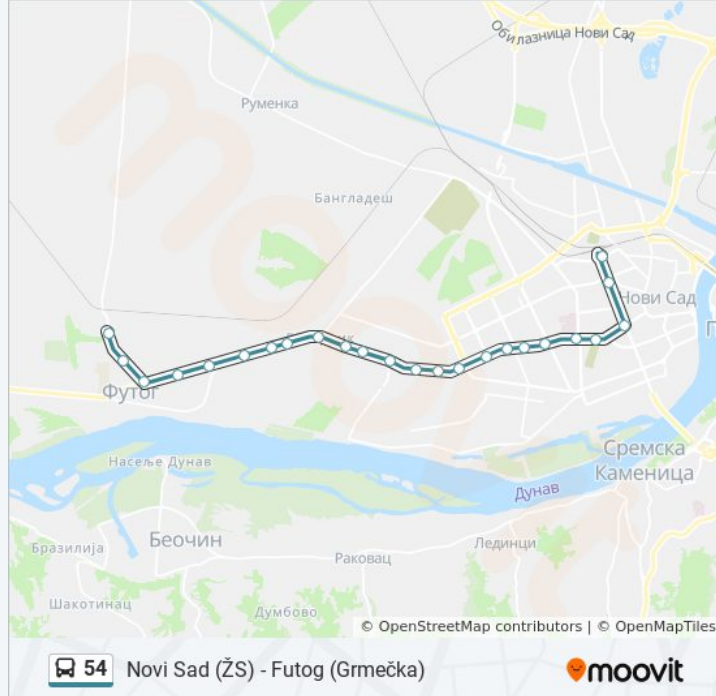 Обилазница Нови Сад
Руменка
Бангладеш
Нови Сад
Футог
Насеље Дунав
Сремска
Каменица
Дунав
Беочин
Лединци
Бразилија
Раковац
Шакотинац
Думбово
© OpenStreetMap contributors | © OpenMapTiles
54 Novi Sad (ŽS) - Futog (Grmečka)
moovit